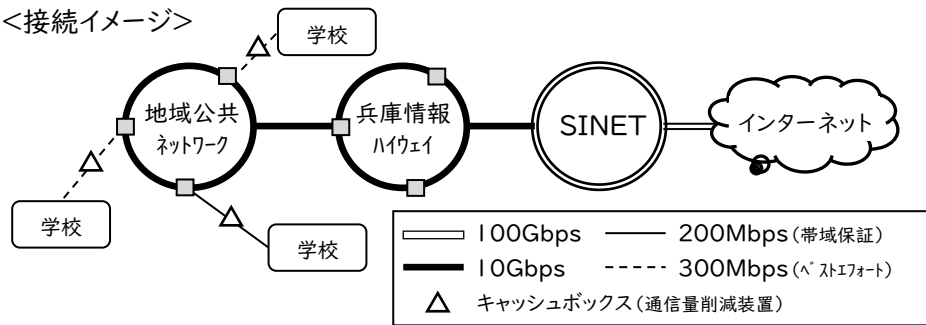 <接続イメージ>
学校
地域公共
ネットワーク
兵庫情報
ハイウェイ
SINET
インターネット
学校
学校
100Gbps
200Mbps(帯域保証)
10Gbps
300Mbps(ベストエフォート)
キャッシュボックス(通信量削減装置)